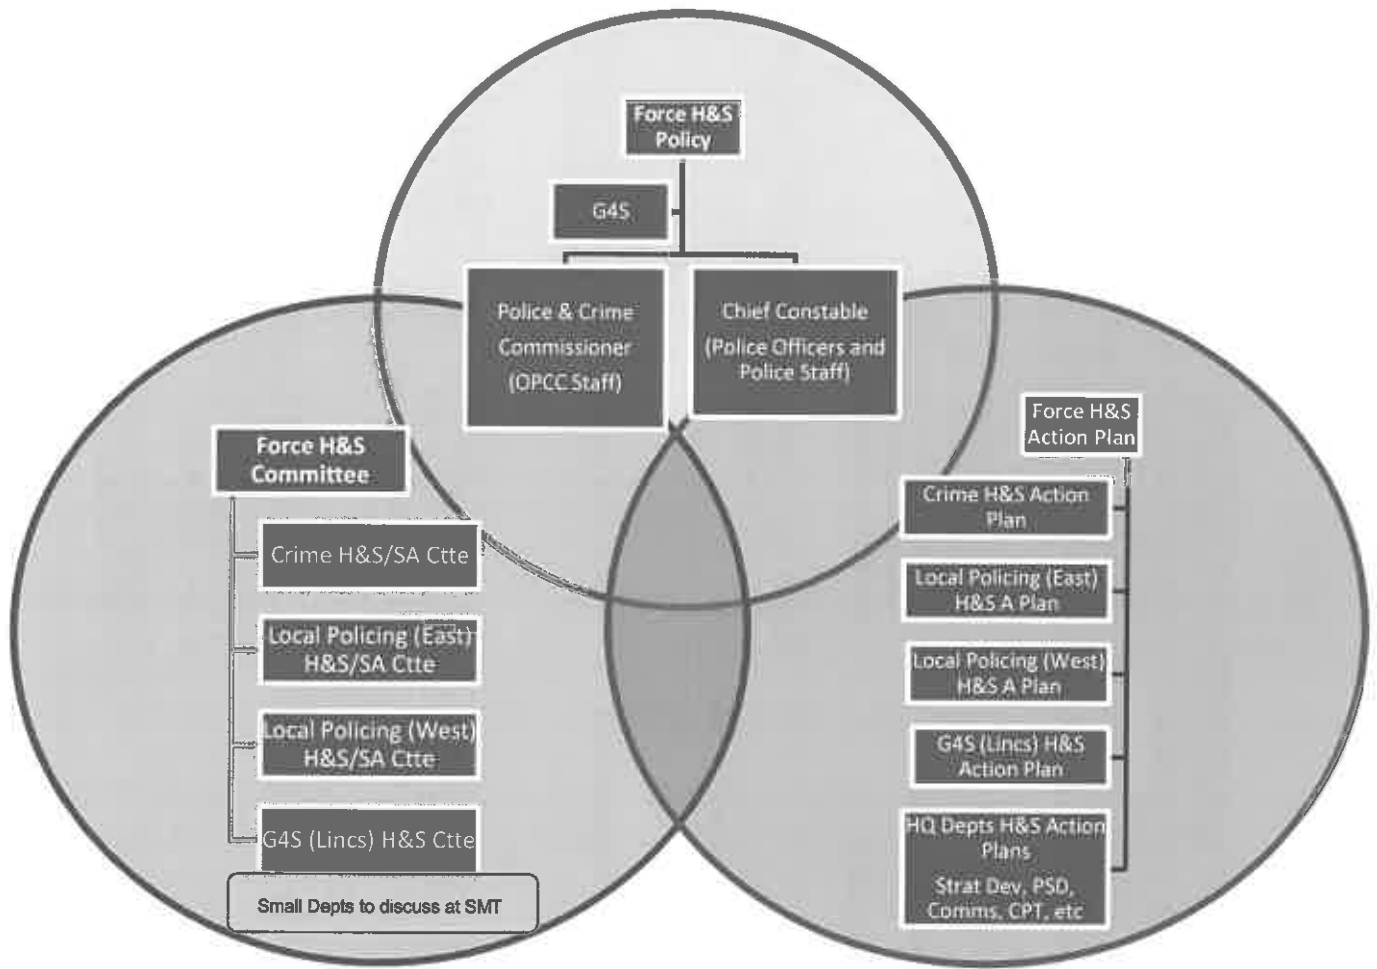 Force H&S
Policy
G4S
Police & Crime
Commissioner
(OPCC Staff)
Chief Constable
(Police Officers and
Police Staff)
Force H&S
Committee
Crime H&S/SA Ctte
Local Policing (East)
H&S/SA Ctte
Local Policing (West)
H&S/SA Ctte
G4S (Lincs) H&S Ctte
Small Depts to discuss at SMT
Force H&S
Action Plan
Crime H&S Action
Plan
Local Policing (East)
H&S A Plan
Local Policing (West)
H&S A Plan
G4S (Lincs) H&S
Action Plan
HQ Depts H&S Action
Plans
Strat Dev, PSD,
Comms, CPT, etc